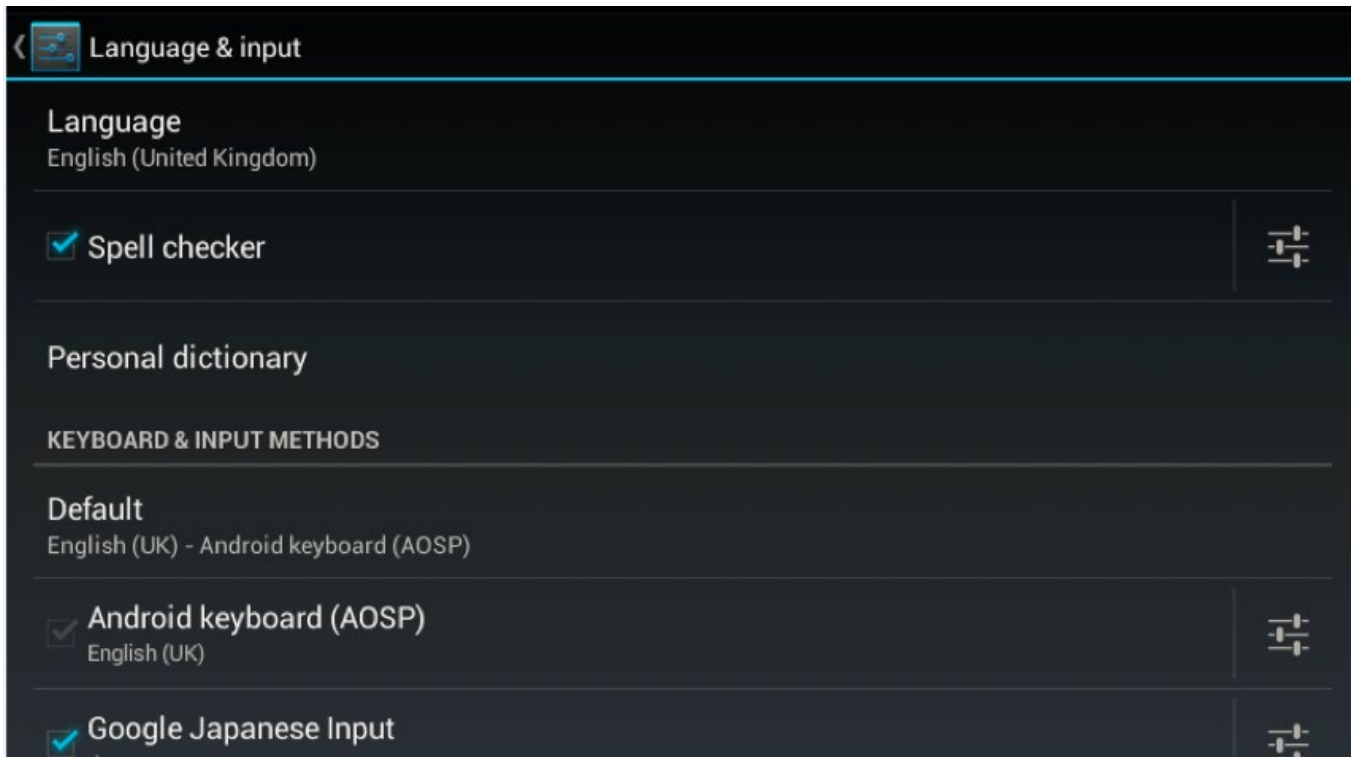 Language & input
Language
English (United Kingdom)
Spell checker
Personal dictionary
KEYBOARD & INPUT METHODS
Default
English (UK) - Android keyboard (AOSP)
Android keyboard (AOSP)
English (UK)
Google Japanese Input